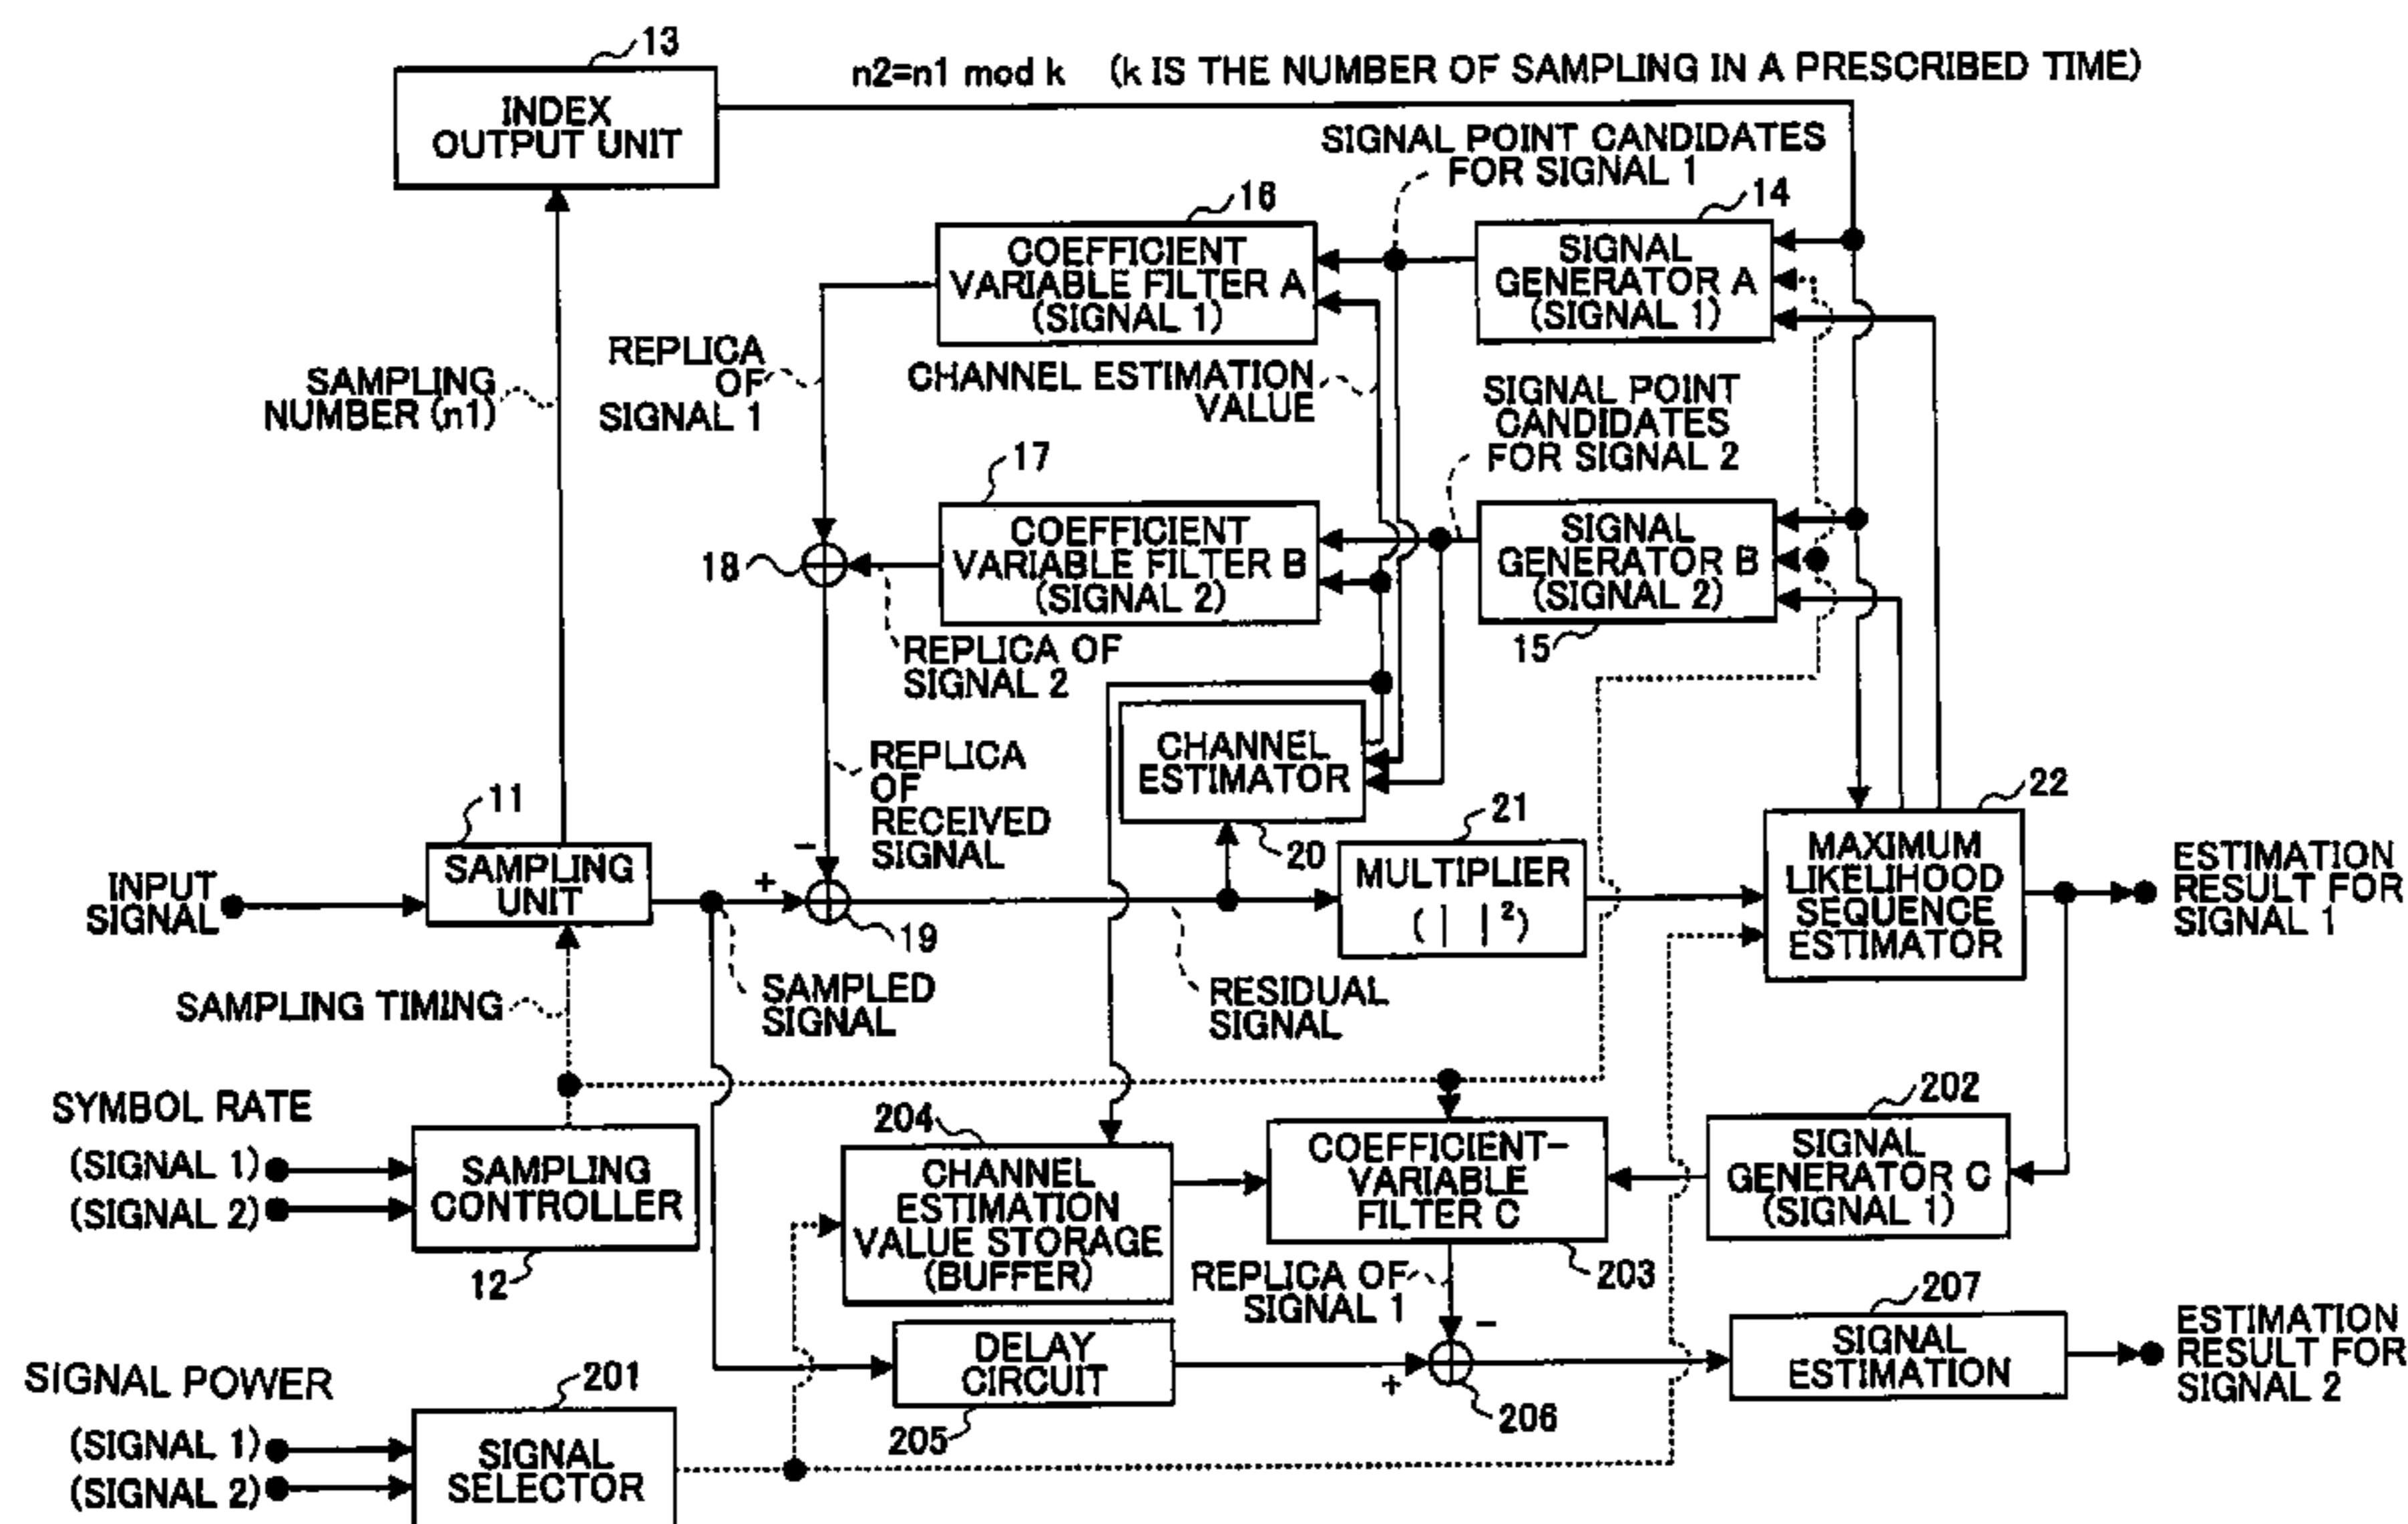 13
n2=n1 mod k (k IS THE NUMBER OF SAMPLING IN A PRESCRIBED TIME)
INDEX
OUTPUT UNIT
SIGNAL POINT CANDIDATES
FOR SIGNAL 1
16
14
COEFFICIENT
VARIABLE FILTER A
(SIGNAL 1)
SIGNAL
GENERATOR A
(SIGNAL 1)
REPLICA
OF
SIGNAL 1
SAMPLING
NUMBER (n1)
CHANNEL ESTIMATION
VALUE
SIGNAL POINT
CANDIDATES
FOR SIGNAL 2
17
COEFFICIENT
VARIABLE FILTER B
(SIGNAL 2)
SIGNAL
GENERATOR B
(SIGNAL 2)
18
15
REPLICA OF
SIGNAL 2
REPLICA
OF
RECEIVED
SIGNAL
CHANNEL
ESTIMATOR
20
21
22
11
INPUT
SIGNAL
SAMPLING
UNIT
−
+
19
MULTIPLIER
(| |²)
MAXIMUM
LIKELIHOOD
SEQUENCE
ESTIMATOR
ESTIMATION
RESULT FOR
SIGNAL 1
SAMPLING TIMING
SAMPLED
SIGNAL
RESIDUAL
SIGNAL
SYMBOL RATE
(SIGNAL 1)
(SIGNAL 2)
SAMPLING
CONTROLLER
12
204
CHANNEL
ESTIMATION
VALUE STORAGE
(BUFFER)
COEFFICIENT-
VARIABLE
FILTER C
203
202
SIGNAL
GENERATOR C
(SIGNAL 1)
REPLICA OF
SIGNAL 1
207
DELAY
CIRCUIT
205
−
+
206
SIGNAL
ESTIMATION
ESTIMATION
RESULT FOR
SIGNAL 2
SIGNAL POWER
(SIGNAL 1)
(SIGNAL 2)
201
SIGNAL
SELECTOR